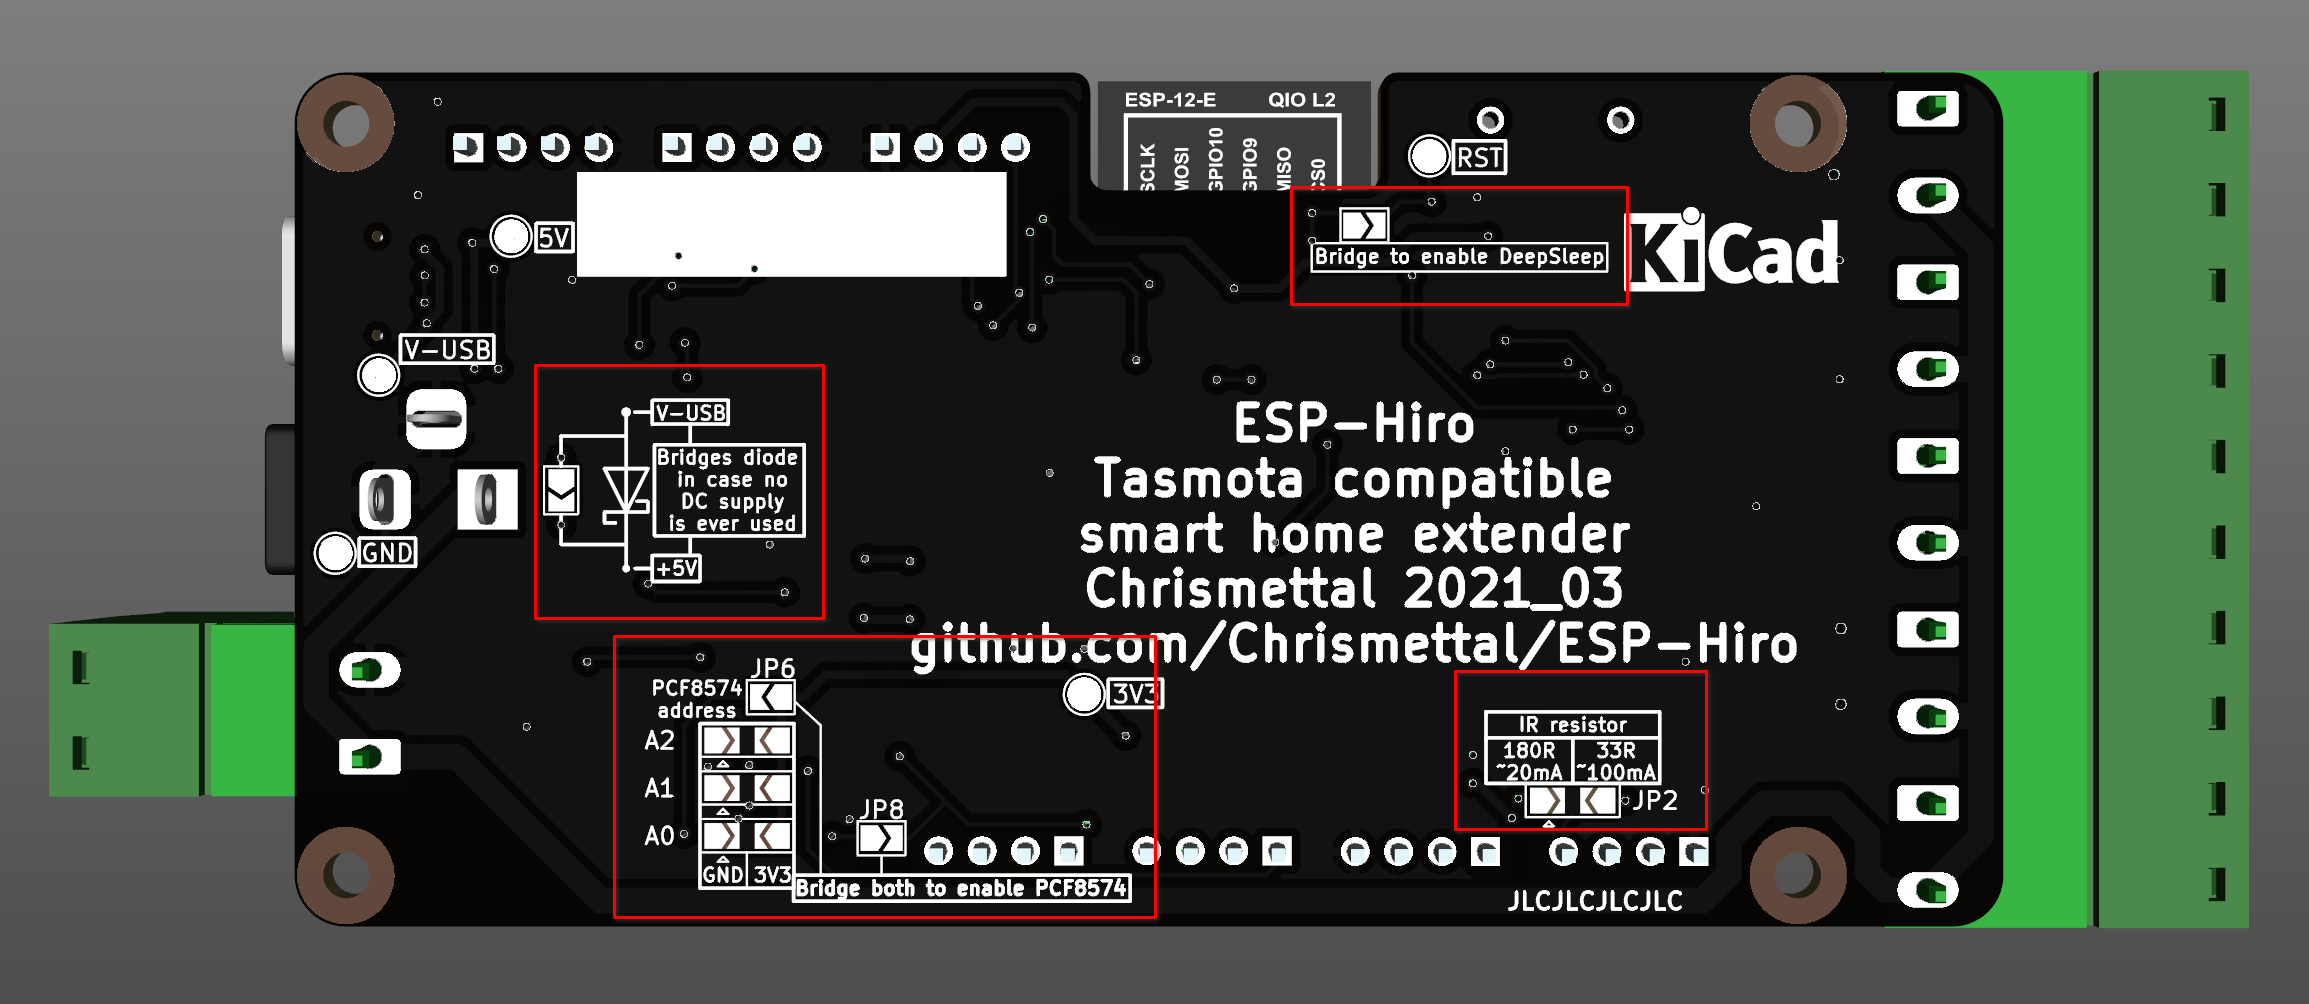 ESP-12-E QIO L2
SCLK
MOSI
GPIO10
GPIO9
MISO
CS0
RST
5V
Bridge to enable DeepSleep
KiCad
V-USB
V-USB
Bridges diode
in case no
DC supply
is ever used
+5V
GND
ESP-Hiro
Tasmota compatible
smart home extender
Chrismettal 2021_03
github.com/Chrismettal/ESP-Hiro
JP6
PCF8574
address
3V3
A2
A1
A0
GND 3V3
JP8
Bridge both to enable PCF8574
IR resistor
180R 33R
~20mA ~100mA
JP2
JLCJLCJLCJLC